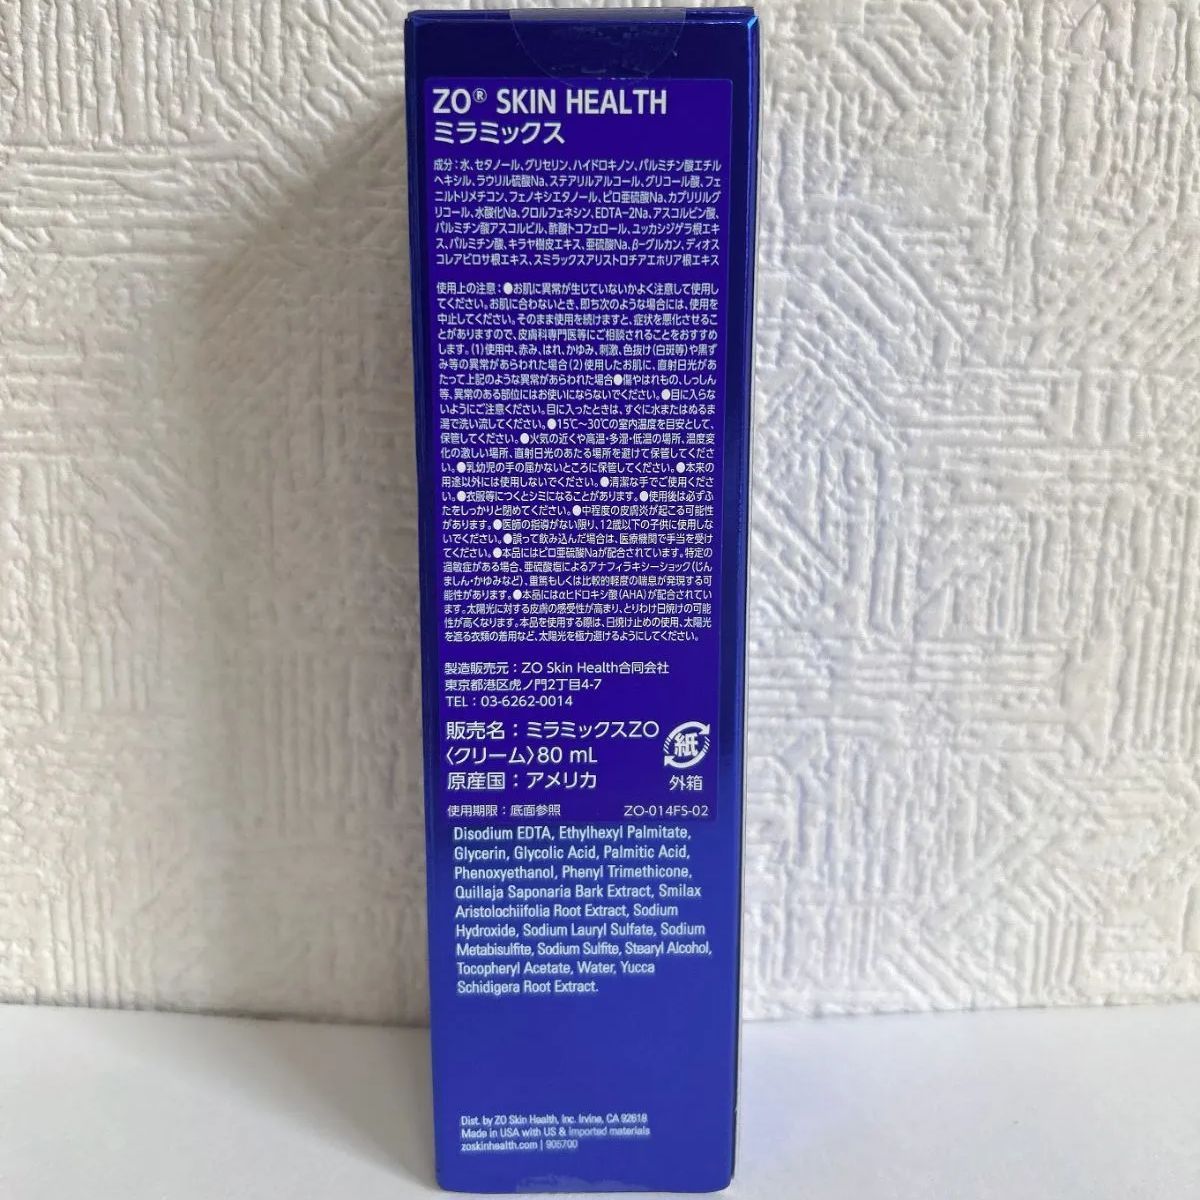 ZO® SKIN HEALTH
ミラミックス
成分：水、セタノール、グリセリン、ハイドロキノン、パルミチン酸エチル
ヘキシル、ラウリル硫酸Na、ステアリルアルコール、グリコール酸、フェ
ニルトリメチコン、フェノキシエタノール、ピロ亜硫酸Na、カプリリルグ
リコール、水酸化Na、クロルフェネシン、EDTA-2Na、アスコルビン酸、
パルミチン酸アスコルビル、酢酸トコフェロール、ユッカシジゲラ根エキ
ス、パルミチン酸、キラヤ樹皮エキス、亜硫酸Na、β-グルカン、ディオス
コレアビロサ根エキス、スミラックスアリストロチアエホリア根エキス
使用上の注意：●お肌に異常が生じていないかよく注意して使用し
てください。お肌に合わないとき、即ち次のような場合には、使用を
中止してください。そのまま使用を続けますと、症状を悪化させるこ
とがありますので、皮膚科専門医等にご相談されることをおすすめ
します。(1)使用中、赤み、はれ、かゆみ、刺激、色抜け(白斑等)や黒ず
み等の異常があらわれた場合(2)使用したお肌に、直射日光があ
たって上記のような異常があらわれた場合●傷やはれもの、しっしん
等、異常のある部位にはお使いにならないでください。●目に入らな
いようにご注意ください。目に入ったときは、すぐに水またはぬるま
湯で洗い流してください。●15℃～30℃の室内温度を目安として、
保管してください。●火気の近くや高温・多湿・低温の場所、温度変
化の激しい場所、直射日光のあたる場所を避けて保管してください。
●乳幼児の手の届かないところに保管してください。●本来の
用途以外には使用しないでください。●清潔な手でご使用くださ
い。●衣服等につくとシミになることがあります。●使用後は必ずふ
たをしっかりと閉めてください。●中程度の皮膚炎が起こる可能性
があります。●医師の指導がない限り、12歳以下の子供に使用しな
いでください。●誤って飲み込んだ場合は、医療機関で手当を受け
てください。●本品にはピロ亜硫酸Naが配合されています。特定の
過敏症がある場合、亜硫酸塩によるアナフィラキシーショック(じん
ましん・かゆみなど)、重篤もしくは比較的軽度の喘息が発現する可
能性があります。●本品にはαヒドロキシ酸(AHA)が配合されてい
ます。太陽光に対する皮膚の感受性が高まり、とりわけ日焼けの可能
性が高くなります。本品を使用する際は、日焼け止めの使用、太陽光
を遮る衣類の着用など、太陽光を極力避けるようにしてください。
製造販売元：ZO Skin Health合同会社
東京都港区虎ノ門2丁目4-7
TEL：03-6262-0014
販売名：ミラミックスZO
〈クリーム〉80 mL
原産国：アメリカ
紙
外箱
使用期限：底面参照 ZO-014FS-02
Disodium EDTA, Ethylhexyl Palmitate,
Glycerin, Glycolic Acid, Palmitic Acid,
Phenoxyethanol, Phenyl Trimethicone,
Quillaja Saponaria Bark Extract, Smilax
Aristolochiifolia Root Extract, Sodium
Hydroxide, Sodium Lauryl Sulfate, Sodium
Metabisulfite, Sodium Sulfite, Stearyl Alcohol,
Tocopheryl Acetate, Water, Yucca
Schidigera Root Extract.
Dist. by ZO Skin Health, Inc. Irvine, CA 92618
Made in USA with US & imported materials
zoskinhealth.com | 905700